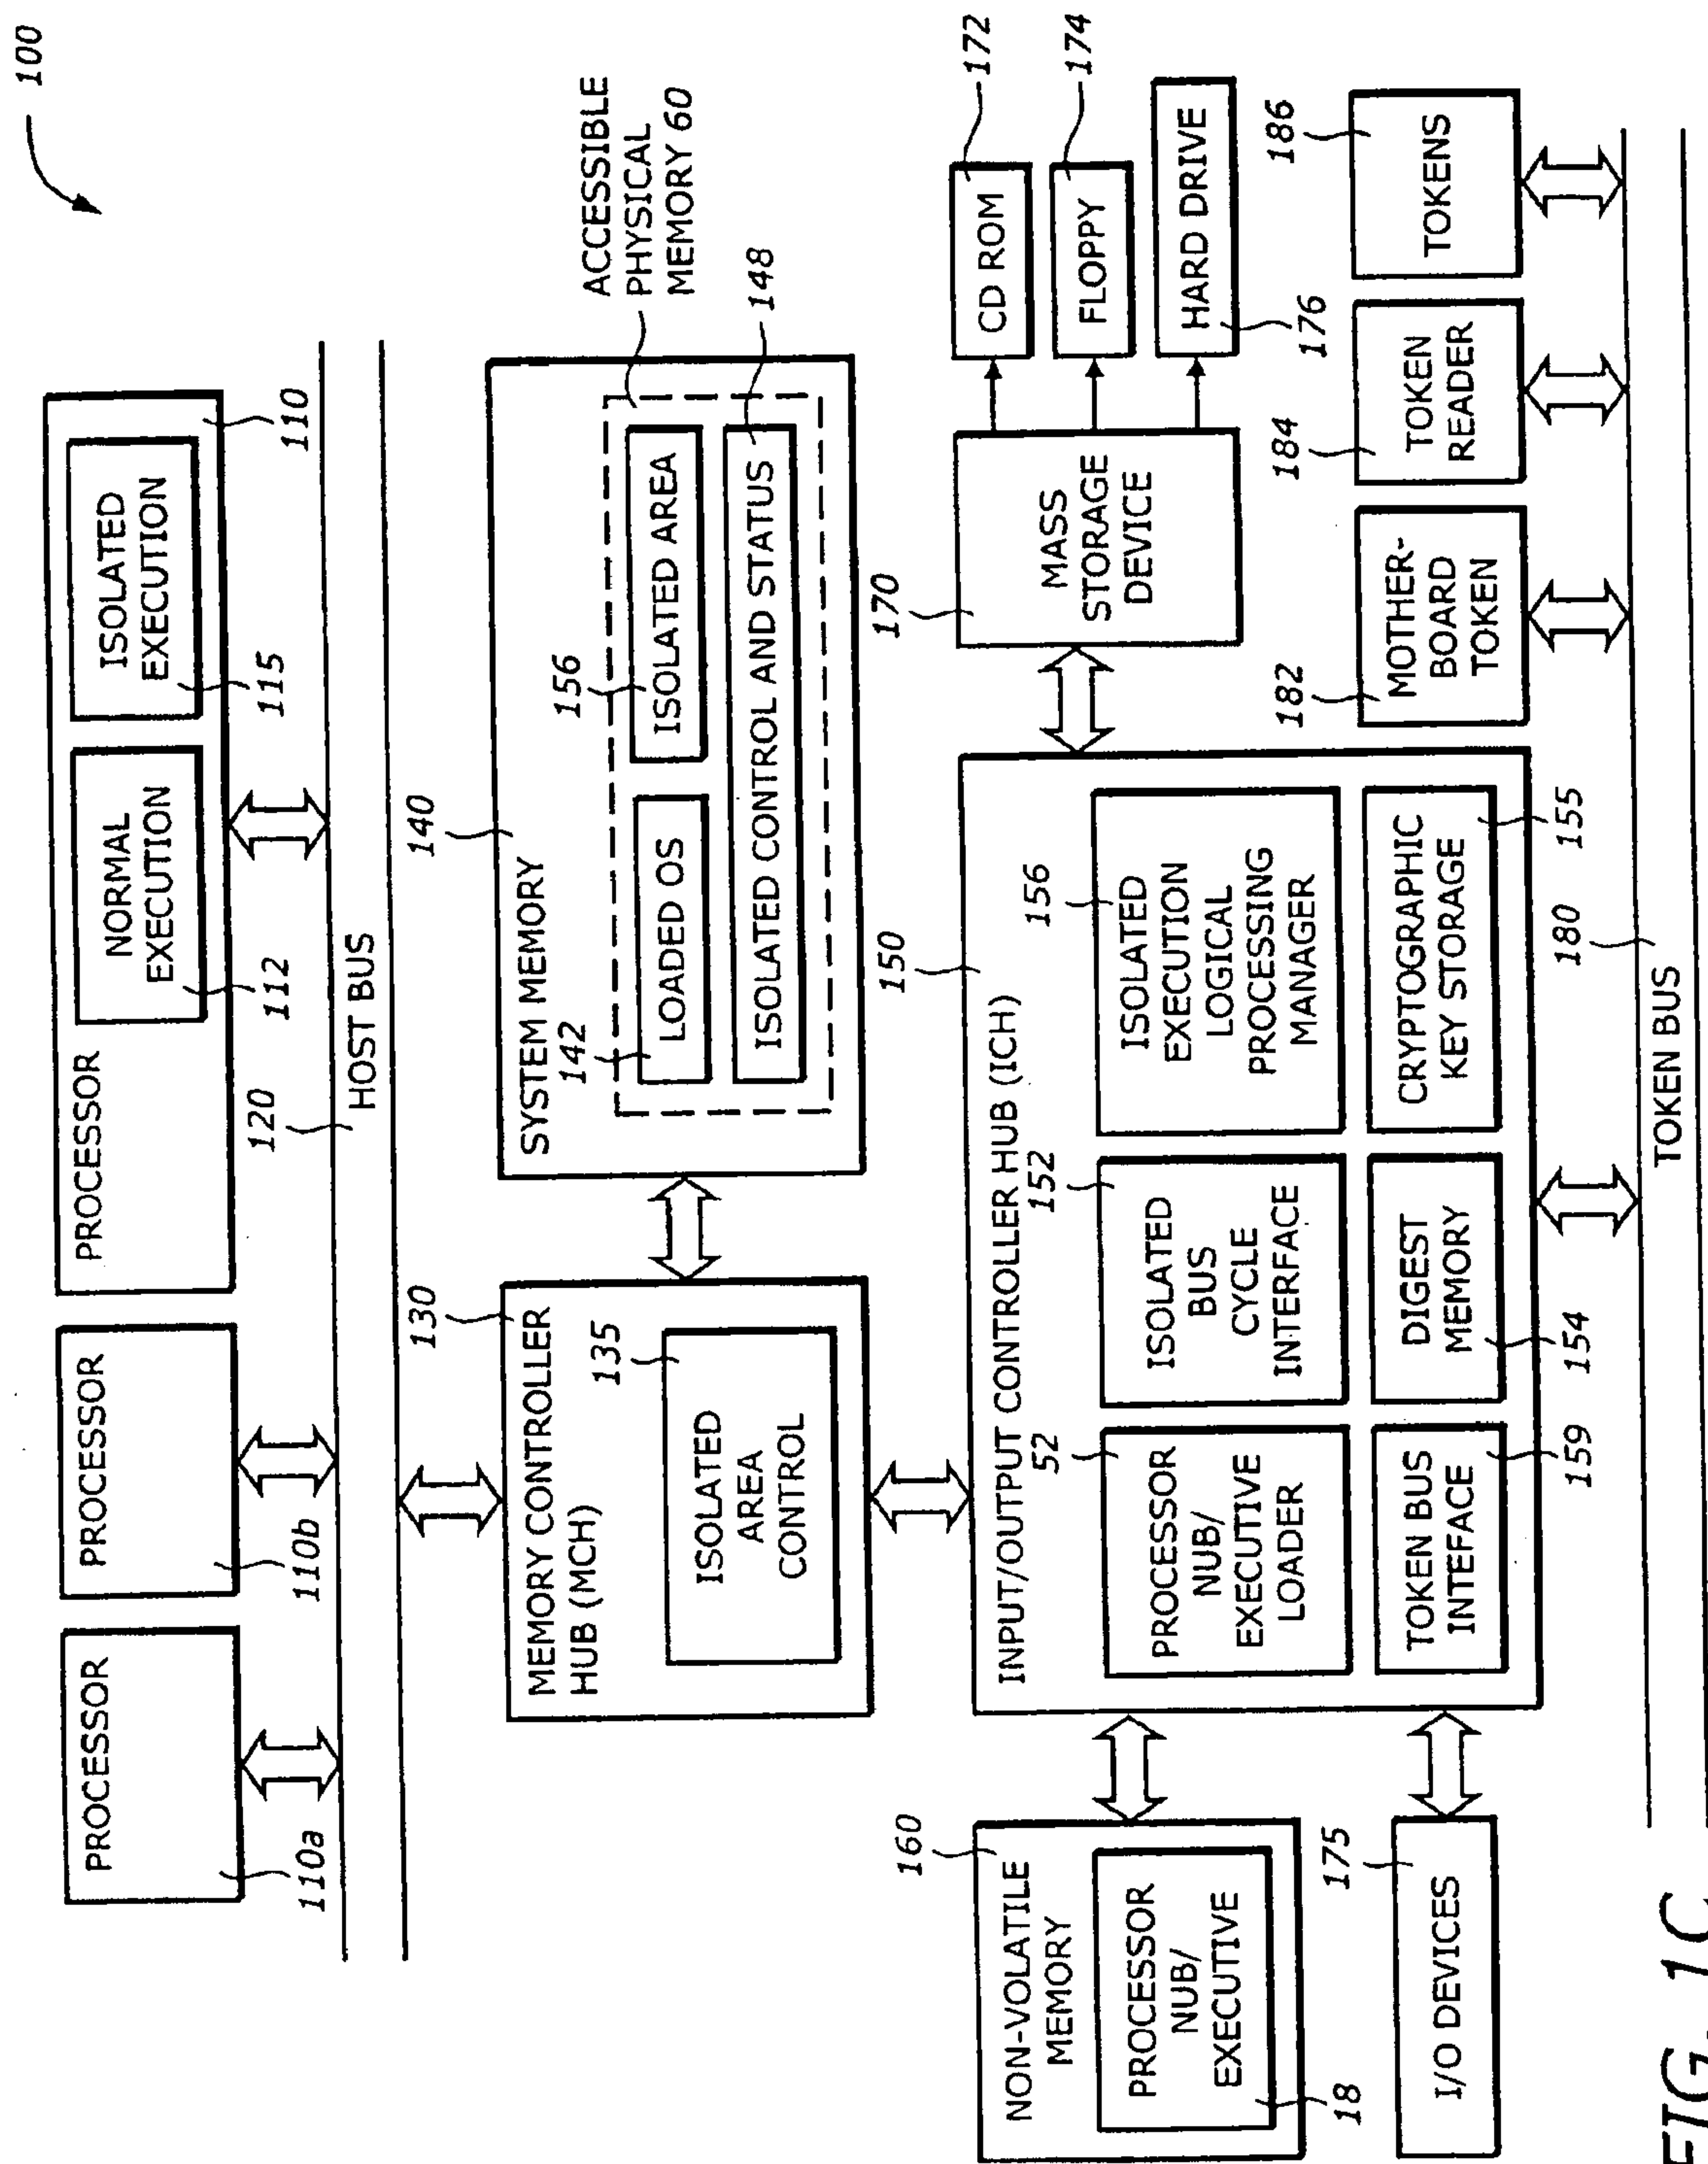 100
PROCESSOR
110a
PROCESSOR
110b
PROCESSOR
NORMAL
EXECUTION
112
ISOLATED
EXECUTION
115
110
120
HOST BUS
130
MEMORY CONTROLLER
HUB (MCH)
135
ISOLATED
AREA
CONTROL
140
SYSTEM MEMORY
142
LOADED OS
156
ISOLATED AREA
ISOLATED CONTROL AND STATUS
148
ACCESSIBLE
PHYSICAL
MEMORY 60
150
INPUT/OUTPUT CONTROLLER HUB (ICH)
52
PROCESSOR
NUB/
EXECUTIVE
LOADER
152
ISOLATED
BUS
CYCLE
INTERFACE
156
ISOLATED
EXECUTION
LOGICAL
PROCESSING
MANAGER
TOKEN BUS
INTEFACE
159
DIGEST
MEMORY
154
CRYPTOGRAPHIC
KEY STORAGE
155
160
NON-VOLATILE
MEMORY
PROCESSOR
NUB/
EXECUTIVE
18
175
I/O DEVICES
170
MASS
STORAGE
DEVICE
CD ROM
172
FLOPPY
174
HARD DRIVE
176
182
MOTHER-
BOARD
TOKEN
184
TOKEN
READER
186
TOKENS
180
TOKEN BUS
FIG. 1C